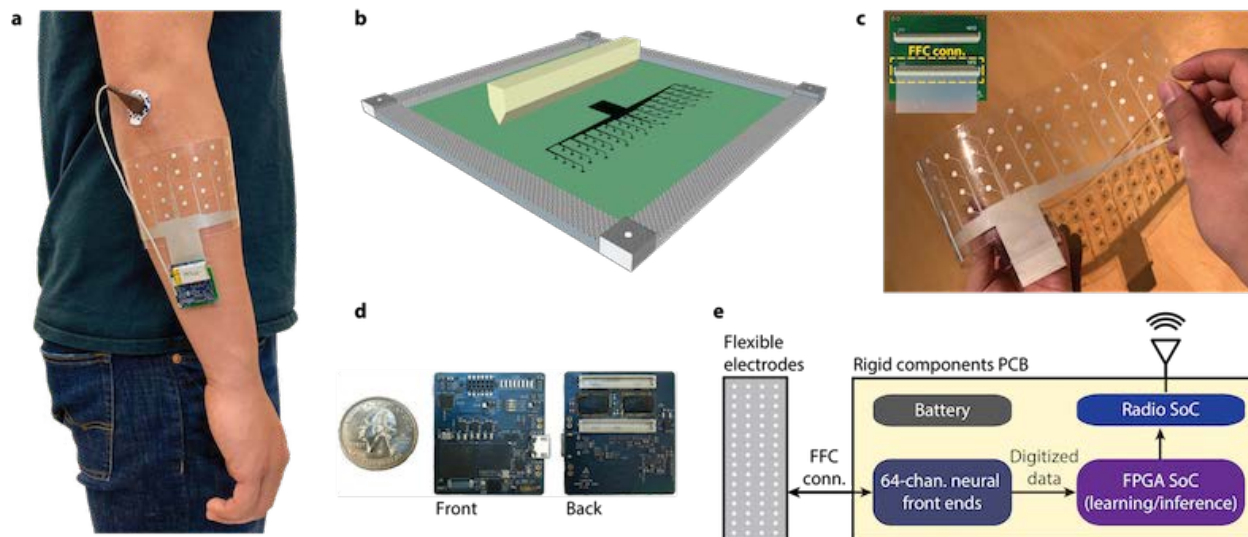 a
b
c
FFC conn.
d
Front
Back
e
Flexible
electrodes
Rigid components PCB
Battery
Radio SoC
FFC
conn.
Digitized
data
64-chan. neural
front ends
FPGA SoC
(learning/inference)